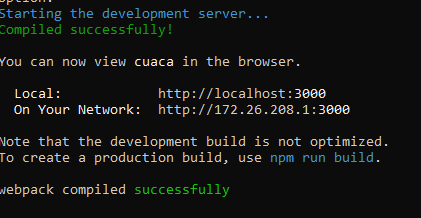 option.
Starting the development server...
Compiled successfully!
You can now view cuaca in the browser.
Local: http://localhost:3000
On Your Network: http://172.26.208.1:3000
Note that the development build is not optimized.
To create a production build, use npm run build.
webpack compiled successfully